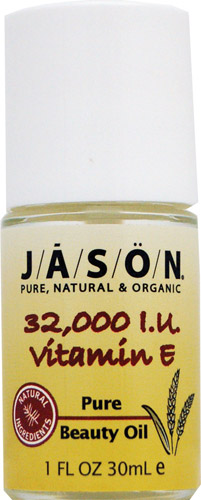 J/Ā/S/Ö/N®
PURE, NATURAL & ORGANIC
32,000 I.U.
Vitamin E
NATURAL
INGREDIENTS
Pure
Beauty Oil
1 FL OZ 30mL e